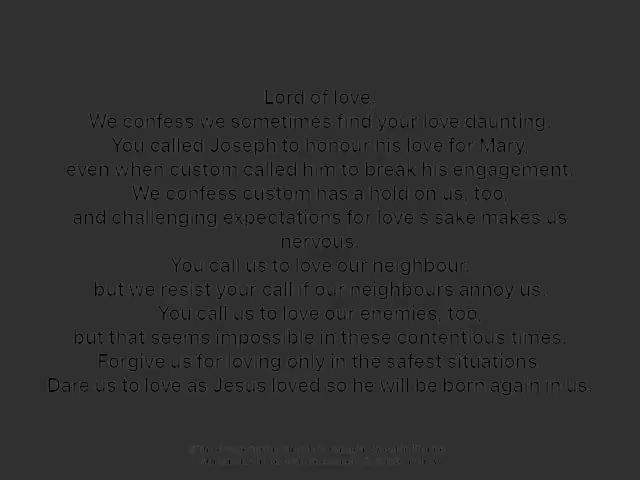 Lord of love,
We confess we sometimes find your love daunting.
You called Joseph to honour his love for Mary,
even when custom called him to break his engagement.
We confess custom has a hold on us, too,
and challenging expectations for love's sake makes us
nervous.
You call us to love our neighbour,
but we resist your call if our neighbours annoy us.
You call us to love our enemies, too,
but that seems impossible in these contentious times.
Forgive us for loving only in the safest situations
Dare us to love as Jesus loved so he will be born again in us.